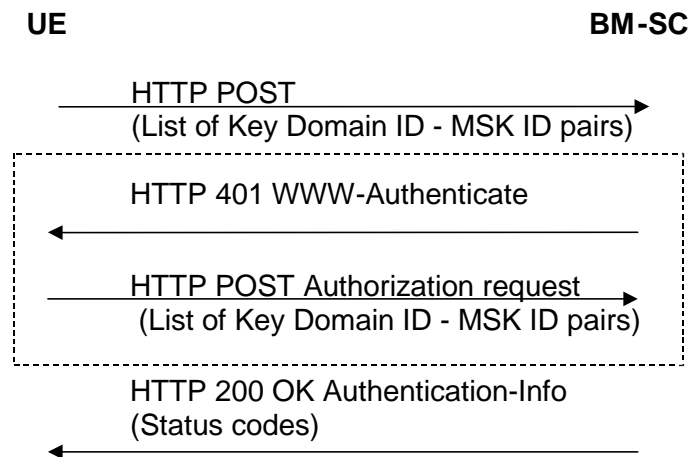 UE
BM-SC
HTTP POST
(List of Key Domain ID - MSK ID pairs)
HTTP 401 WWW-Authenticate
HTTP POST Authorization request
(List of Key Domain ID - MSK ID pairs)
HTTP 200 OK Authentication-Info
(Status codes)